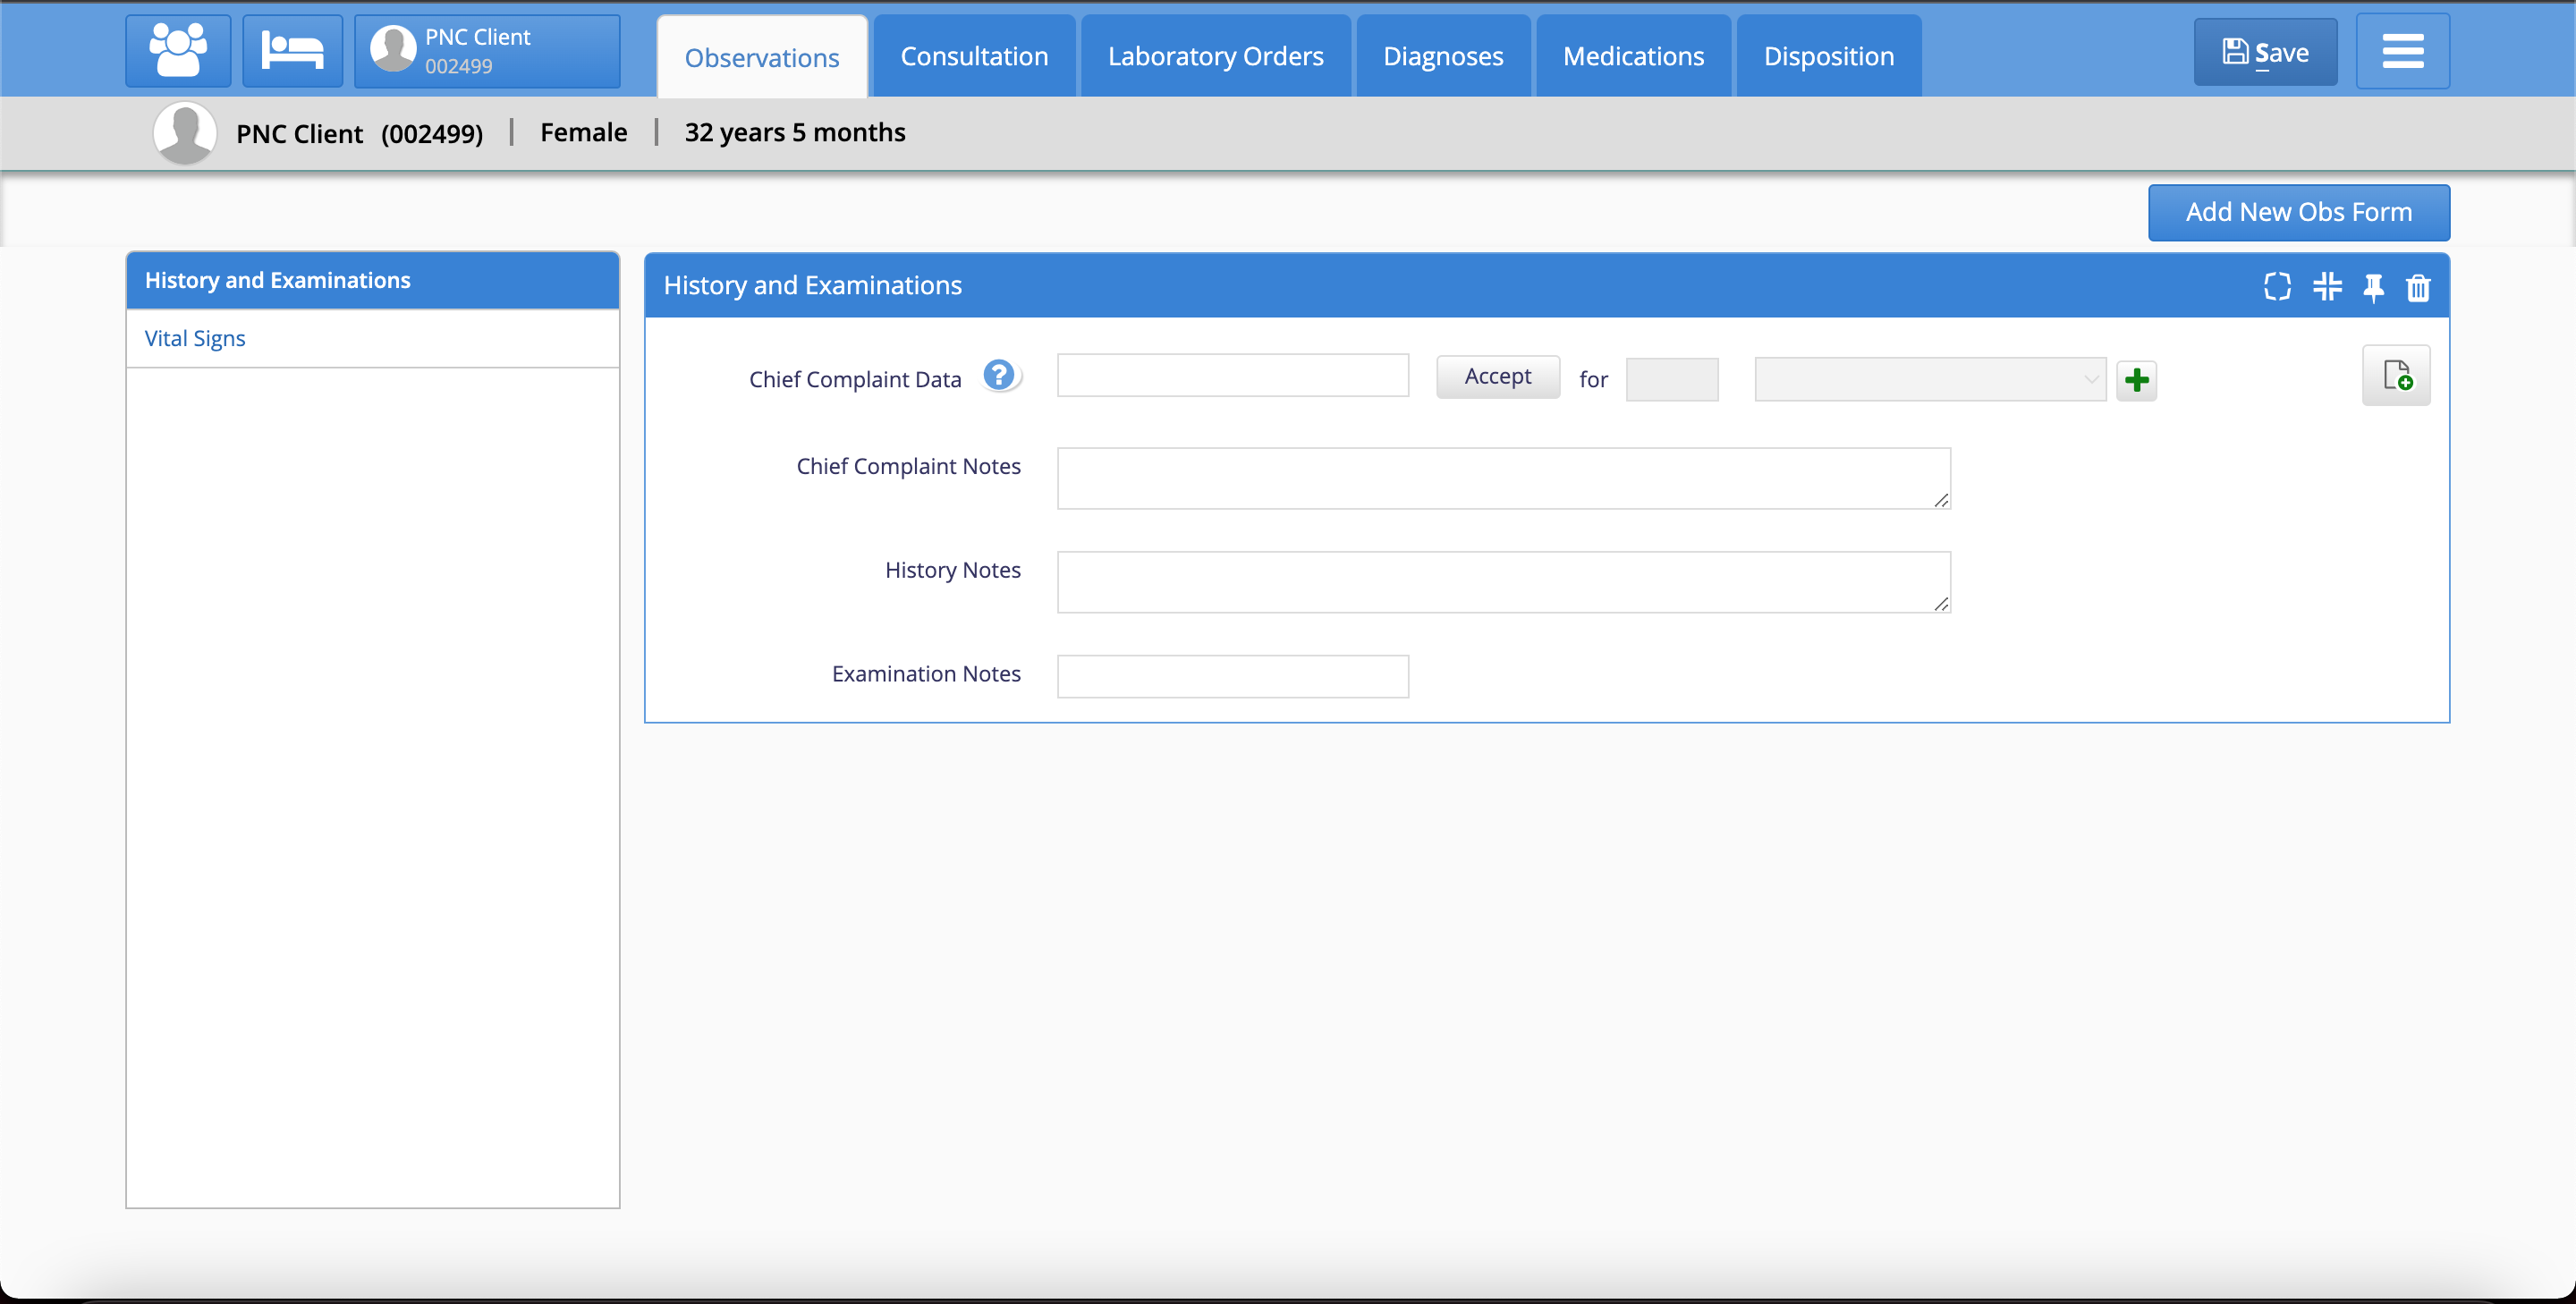 PNC Client
002499
Observations
Consultation
Laboratory Orders
Diagnoses
Medications
Disposition
Save
PNC Client (002499) | Female | 32 years 5 months
Add New Obs Form
History and Examinations
Vital Signs
History and Examinations
Chief Complaint Data ?
Accept
for
Chief Complaint Notes
History Notes
Examination Notes